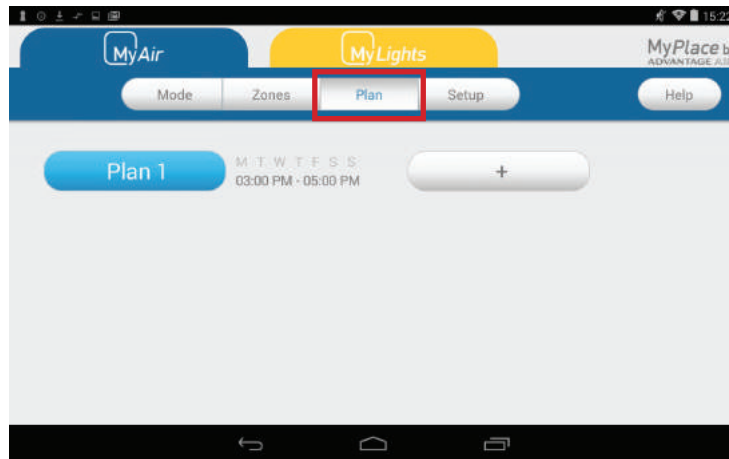 15:22
MyAir
MyLights
MyPlace b
ADVANTAGE AI
Mode
Zones
Plan
Setup
Help
Plan 1
M T W T F S S
03:00 PM - 05:00 PM
+